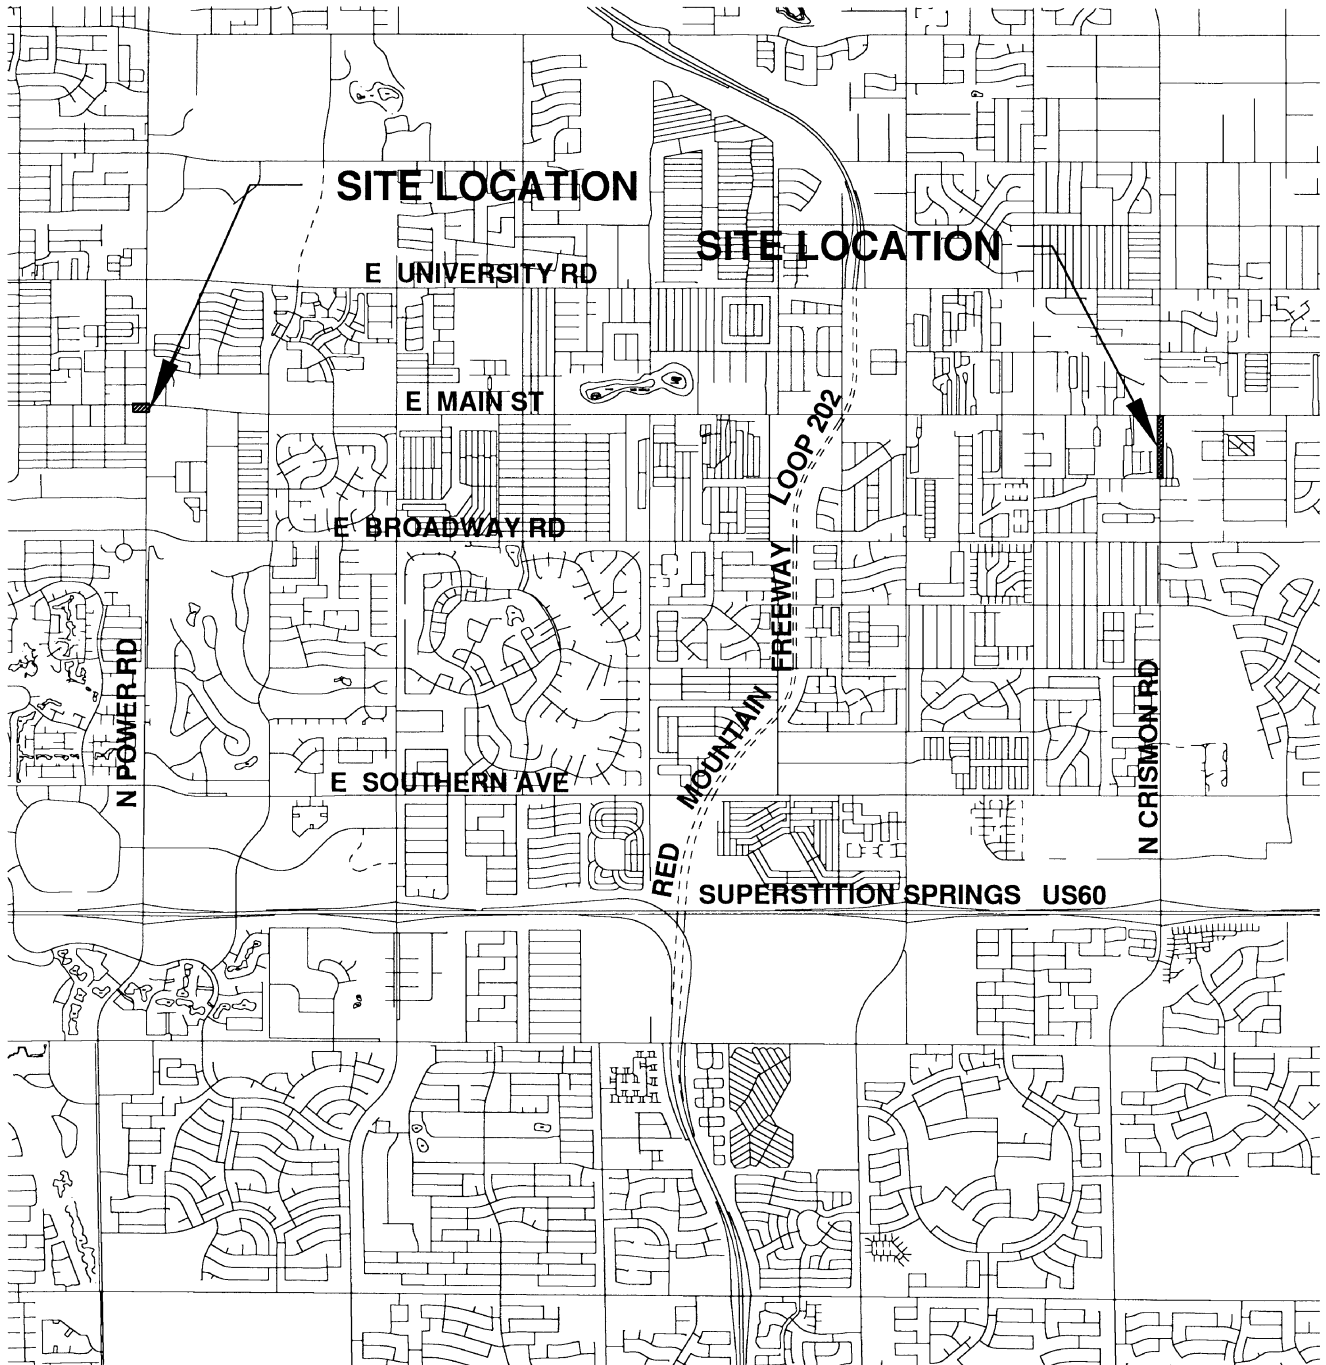 SITE LOCATION
SITE LOCATION
E UNIVERSITY RD
E MAIN ST
LOOP 202
E BROADWAY RD
FREEWAY
N POWER RD
MOUNTAIN
N CRISMON RD
E SOUTHERN AVE
RED
SUPERSTITION SPRINGS US60